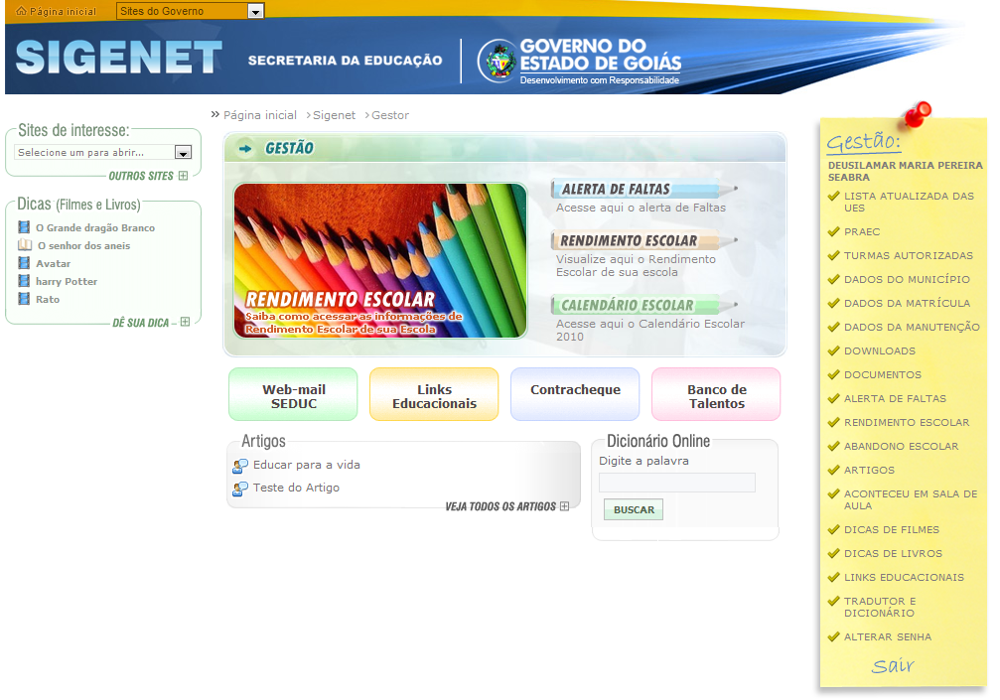 Página inicial
Sites do Governo
SIGENET
SECRETARIA DA EDUCAÇÃO
GOVERNO DO
ESTADO DE GOIÁS
Desenvolvimento com Responsabilidade
» Página inicial > Sigenet > Gestor
Sites de interesse:
Selecione um para abrir...
OUTROS SITES
Dicas (Filmes e Livros)
O Grande dragão Branco
O senhor dos aneis
Avatar
harry Potter
Rato
DÊ SUA DICA
GESTÃO
RENDIMENTO ESCOLAR
Saiba como acessar as informações de
Rendimento Escolar de sua Escola
ALERTA DE FALTAS
Acesse aqui o alerta de Faltas
RENDIMENTO ESCOLAR
Visualize aqui o Rendimento
Escolar de sua escola
CALENDÁRIO ESCOLAR
Acesse aqui o Calendário Escolar
2010
Web-mail
SEDUC
Links
Educacionais
Contracheque
Banco de
Talentos
Artigos
Educar para a vida
Teste do Artigo
VEJA TODOS OS ARTIGOS
Dicionário Online
Digite a palavra
BUSCAR
Gestão:
DEUSILAMAR MARIA PEREIRA
SEABRA
LISTA ATUALIZADA DAS
UES
PRAEC
TURMAS AUTORIZADAS
DADOS DO MUNICÍPIO
DADOS DA MATRÍCULA
DADOS DA MANUTENÇÃO
DOWNLOADS
DOCUMENTOS
ALERTA DE FALTAS
RENDIMENTO ESCOLAR
ABANDONO ESCOLAR
ARTIGOS
ACONTECEU EM SALA DE
AULA
DICAS DE FILMES
DICAS DE LIVROS
LINKS EDUCACIONAIS
TRADUTOR E
DICIONÁRIO
ALTERAR SENHA
Sair